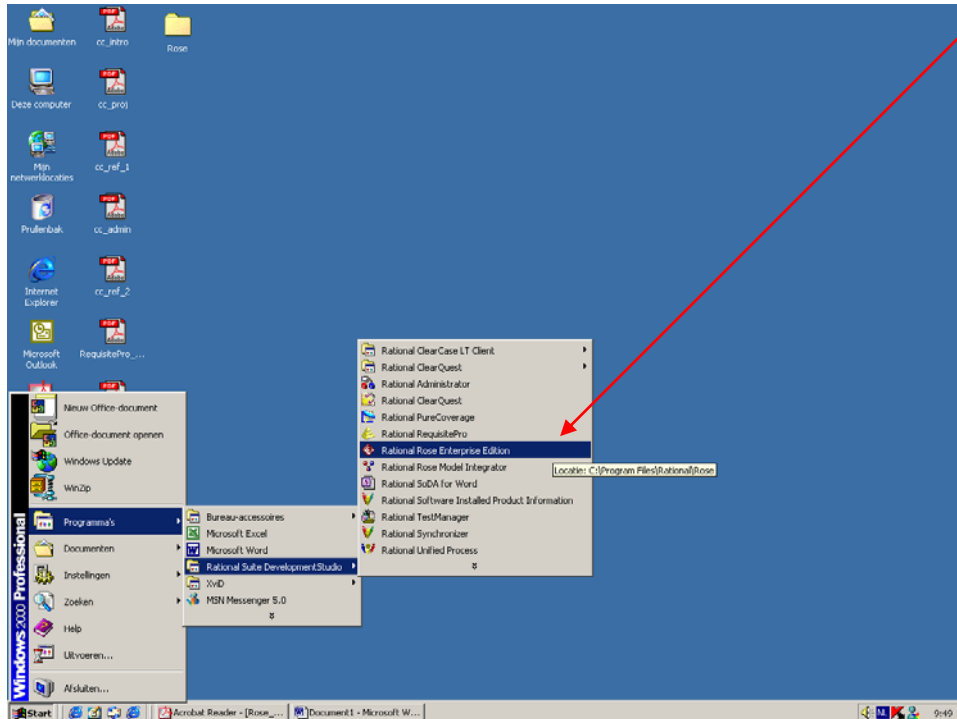 Mijn documenten
cc_intro
Rose
Deze computer
cc_proj
Mijn
netwerklocaties
cc_ref_1
Prullenbak
cc_admin
Internet
Explorer
cc_ref_2
Microsoft
Outlook
RequisitePro_...
Nieuw Office-document
Office-document openen
Windows Update
WinZip
Programma's
Documenten
Instellingen
Zoeken
Help
Uitvoeren...
Afsluiten...
Windows 2000 Professional
Bureau-accessoires
Microsoft Excel
Microsoft Word
Rational Suite DevelopmentStudio
XviD
MSN Messenger 5.0
Rational ClearCase LT Client
Rational ClearQuest
Rational Administrator
Rational ClearQuest
Rational PureCoverage
Rational RequisitePro
Rational Rose Enterprise Edition
Rational Rose Model Integrator
Locatie: C:\Program Files\Rational\Rose
Rational SoDA for Word
Rational Software Installed Product Information
Rational TestManager
Rational Synchronizer
Rational Unified Process
Start
Acrobat Reader - [Rose_...
Document1 - Microsoft W...
NL
9:49